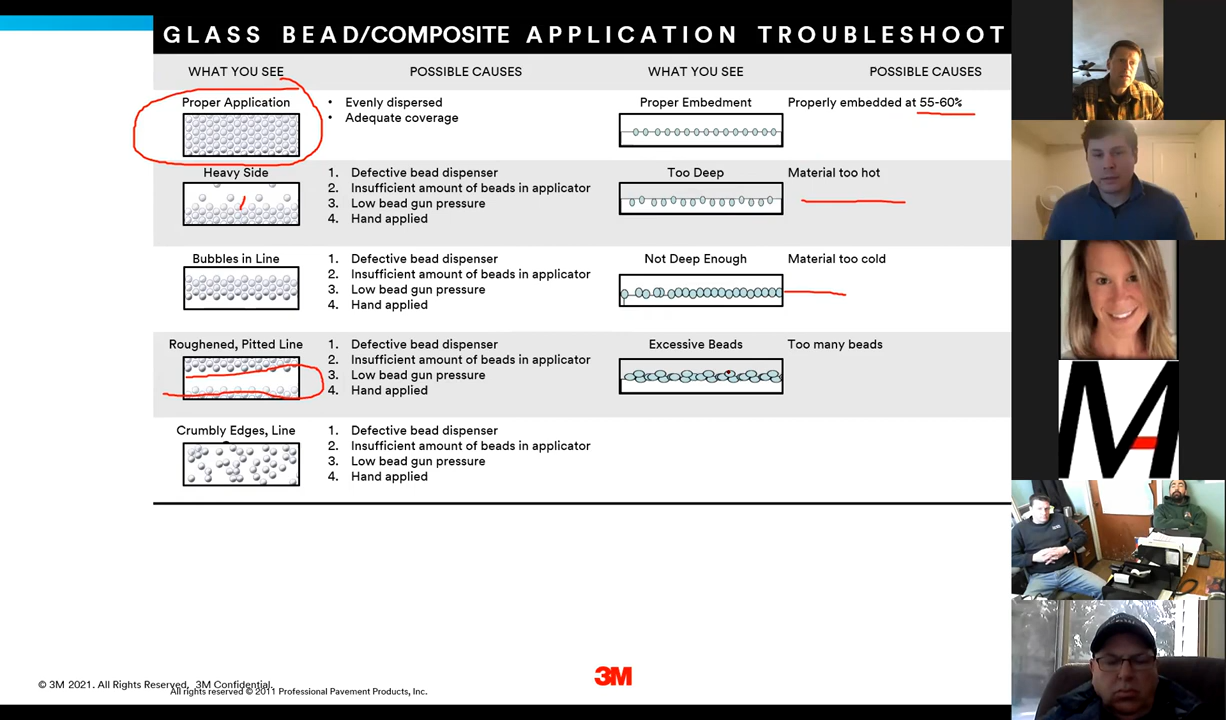 GLASS BEAD/COMPOSITE APPLICATION TROUBLESHOOT
WHAT YOU SEE POSSIBLE CAUSES WHAT YOU SEE POSSIBLE CAUSES
Proper Application
• Evenly dispersed
• Adequate coverage
Proper Embedment
Properly embedded at 55-60%
Heavy Side
1. Defective bead dispenser
2. Insufficient amount of beads in applicator
3. Low bead gun pressure
4. Hand applied
Too Deep
Material too hot
Bubbles in Line
1. Defective bead dispenser
2. Insufficient amount of beads in applicator
3. Low bead gun pressure
4. Hand applied
Not Deep Enough
Material too cold
Roughened, Pitted Line
1. Defective bead dispenser
2. Insufficient amount of beads in applicator
3. Low bead gun pressure
4. Hand applied
Excessive Beads
Too many beads
Crumbly Edges, Line
1. Defective bead dispenser
2. Insufficient amount of beads in applicator
3. Low bead gun pressure
4. Hand applied
© 3M 2021. All Rights Reserved. 3M Confidential.
All rights reserved © 2011 Professional Pavement Products, Inc.
3M
M